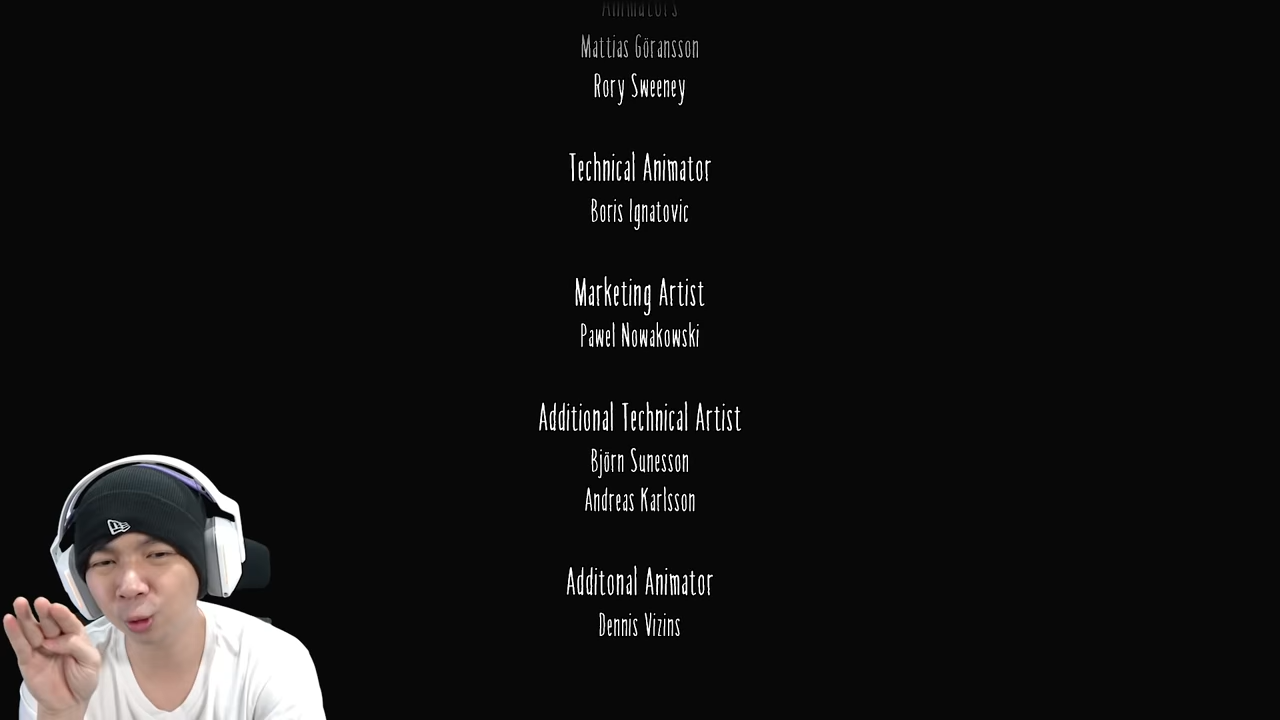 Animators
Mattias Göransson
Rory Sweeney
Technical Animator
Boris Ignatovic
Marketing Artist
Pawel Nowakowski
Additional Technical Artist
Björn Sunesson
Andreas Karlsson
Additonal Animator
Dennis Vizins